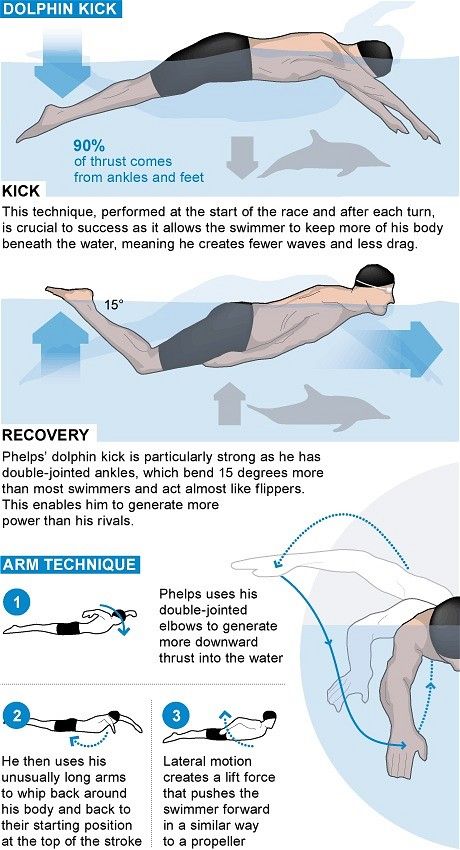 DOLPHIN KICK
90%
of thrust comes
from ankles and feet
KICK
This technique, performed at the start of the race and after each turn,
is crucial to success as it allows the swimmer to keep more of his body
beneath the water, meaning he creates fewer waves and less drag.
15°
RECOVERY
Phelps' dolphin kick is particularly strong as he has
double-jointed ankles, which bend 15 degrees more
than most swimmers and act almost like flippers.
This enables him to generate more
power than his rivals.
ARM TECHNIQUE
1
Phelps uses his
double-jointed
elbows to generate
more downward
thrust into the water
2
He then uses his
unusually long arms
to whip back around
his body and back to
their starting position
at the top of the stroke
3
Lateral motion
creates a lift force
that pushes the
swimmer forward
in a similar way
to a propeller